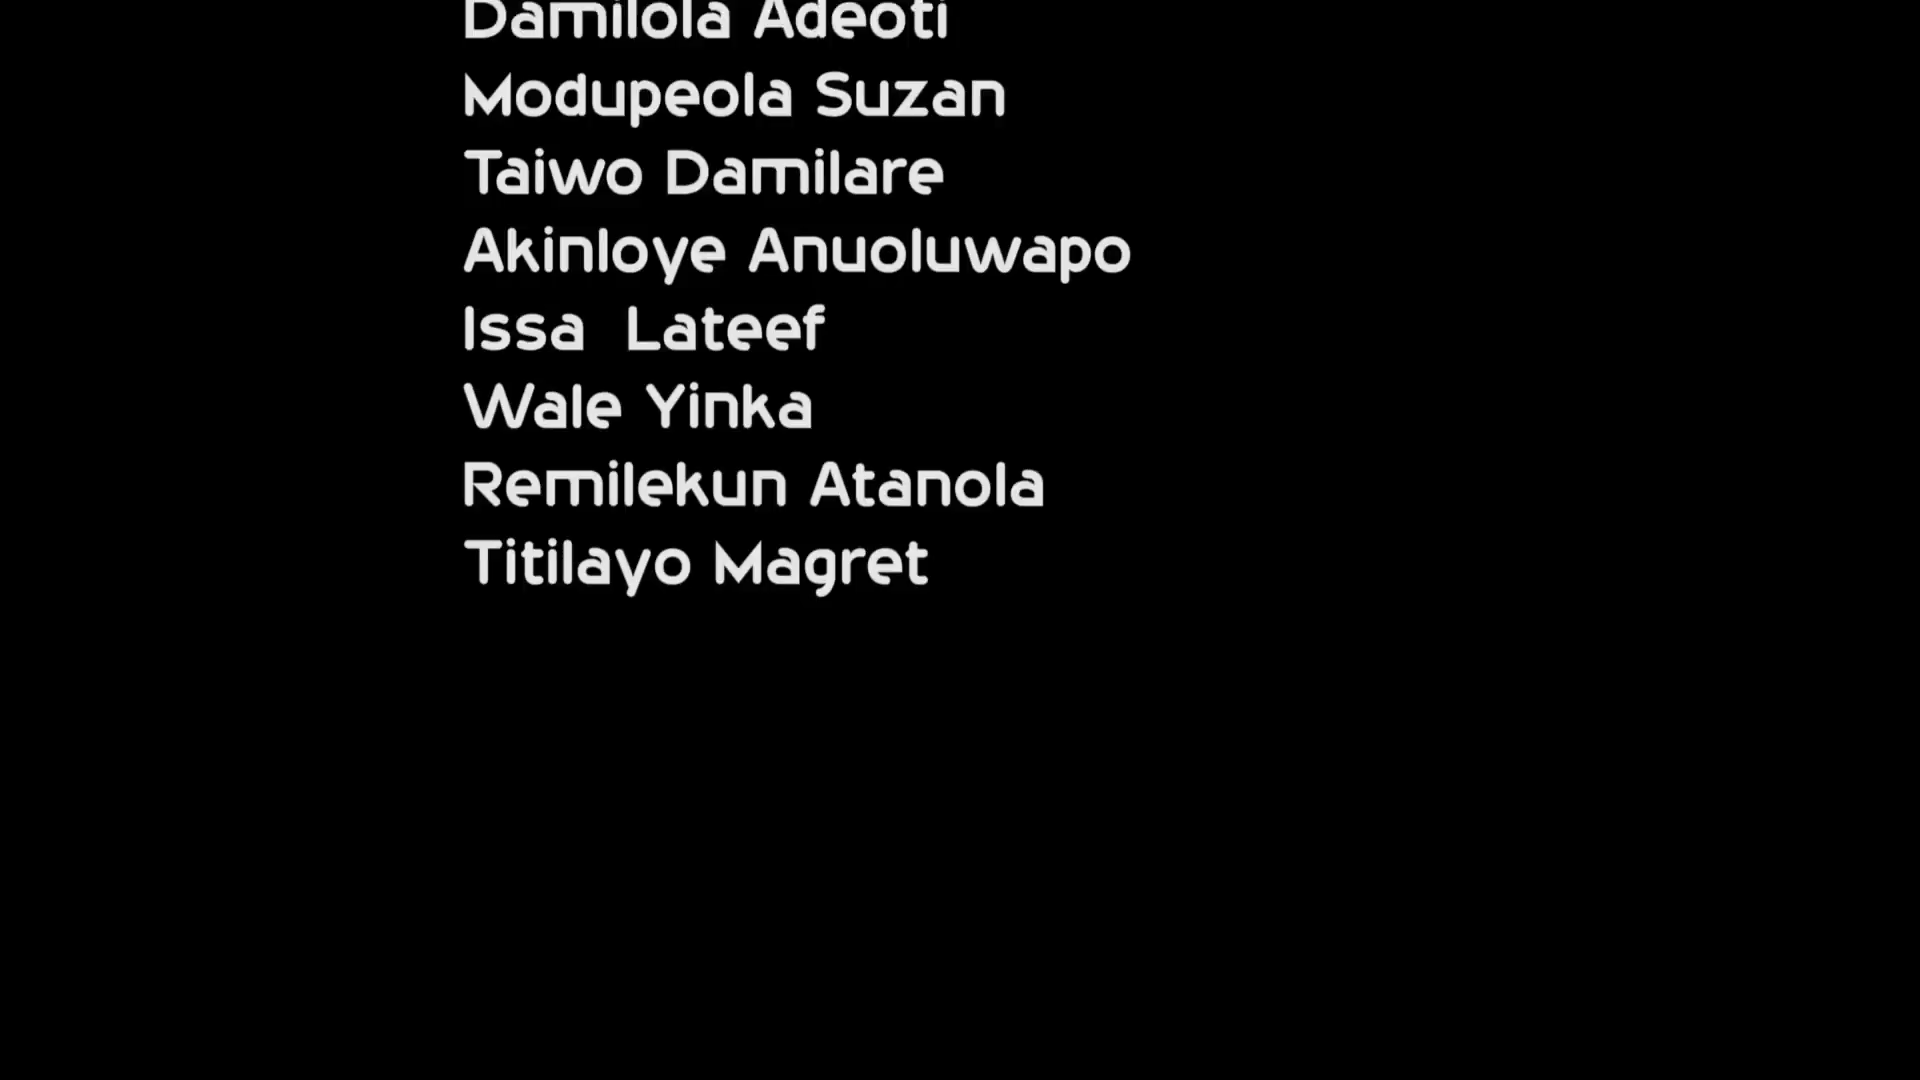 Damilola Adeoti
Modupeola Suzan
Taiwo Damilare
Akinloye Anuoluwapo
Issa  Lateef
Wale Yinka
Remilekun Atanola
Titilayo Magret